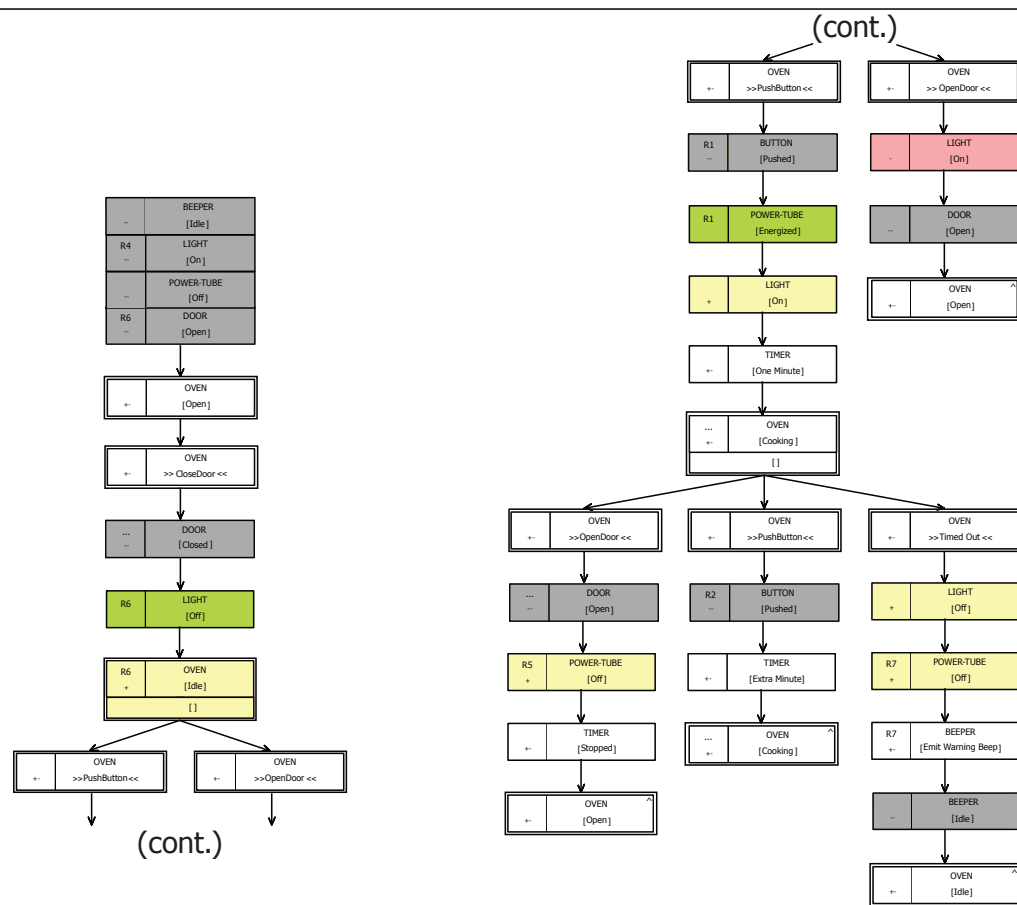 BEEPER
-- [Idle]
R4 LIGHT
-- [On]
POWER-TUBE
-- [Off]
R6 DOOR
-- [Open]
OVEN
+- [Open]
OVEN
+- >> CloseDoor <<
... DOOR
-- [Closed]
R6 LIGHT
[Off]
R6 OVEN
+ [Idle]
[ ]
OVEN
+- >>PushButton<<
OVEN
+- >>OpenDoor <<
(cont.)
(cont.)
OVEN
+- >>PushButton<<
OVEN
+- >> OpenDoor <<
R1 BUTTON
-- [Pushed]
LIGHT
- [On]
R1 POWER-TUBE
[Energized]
DOOR
-- [Open]
LIGHT
+ [On]
OVEN ^
+- [Open]
TIMER
+- [One Minute]
... OVEN
+- [Cooking ]
[ ]
OVEN
+- >>OpenDoor <<
OVEN
+- >>PushButton<<
OVEN
+- >>Timed Out <<
... DOOR
-- [Open]
R2 BUTTON
-- [Pushed]
LIGHT
+ [Off]
R5 POWER-TUBE
+ [Off]
TIMER
+- [Extra Minute]
R7 POWER-TUBE
+ [Off]
TIMER
+- [Stopped]
... OVEN ^
+- [Cooking]
R7 BEEPER
+- [Emit Warning Beep]
OVEN ^
+- [Open]
BEEPER
-- [Idle]
OVEN ^
+- [Idle]